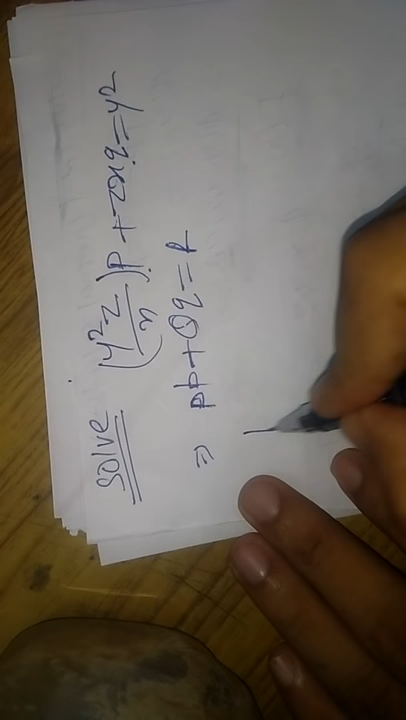 solve (y²z/x)p + zxq = y²
⇒ Pp + Qq = R